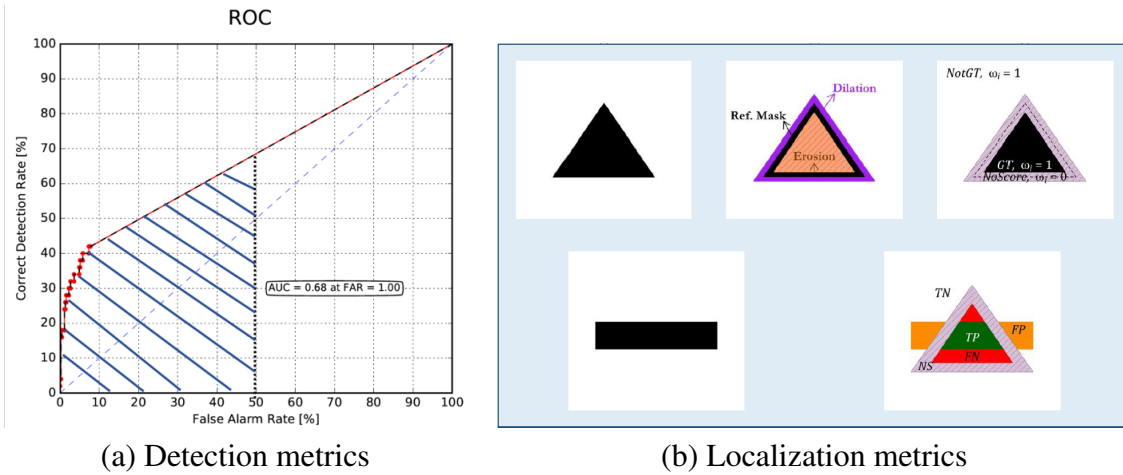 ROC
100
90
80
70
60
50
40
30
20
10
0
Correct Detection Rate [%]
AUC = 0.68 at FAR = 1.00
0 10 20 30 40 50 60 70 80 90 100
False Alarm Rate [%]
(a) Detection metrics
Dilation
Ref. Mask
Erosion
NotGT, ωᵢ = 1
GT, ωᵢ = 1
NoScore, ωᵢ = 0
TN
FP
TP
FN
NS
(b) Localization metrics